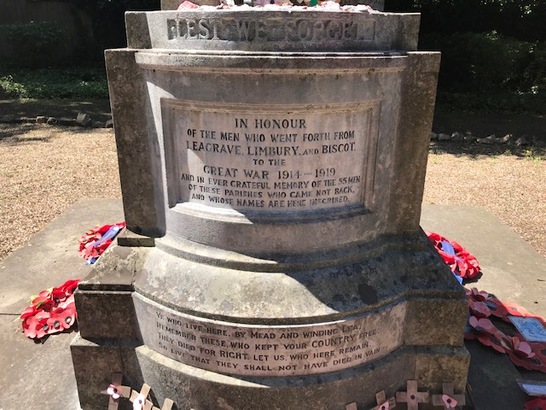 LEST WE FORGET
IN HONOUR
OF THE MEN WHO WENT FORTH FROM
LEAGRAVE, LIMBURY, AND BISCOT.
TO THE
GREAT WAR 1914-1919
AND IN EVER GRATEFUL MEMORY OF THE 55 MEN
OF THESE PARISHES WHO CAME NOT BACK,
AND WHOSE NAMES ARE HERE INSCRIBED.
YE WHO LIVE HERE, BY MEAD AND WINDING LEA,
REMEMBER THESE, WHO KEPT YOUR COUNTRY FREE
THEY DIED FOR RIGHT, LET US, WHO HERE REMAIN
SO LIVE THAT THEY SHALL NOT HAVE DIED IN VAIN